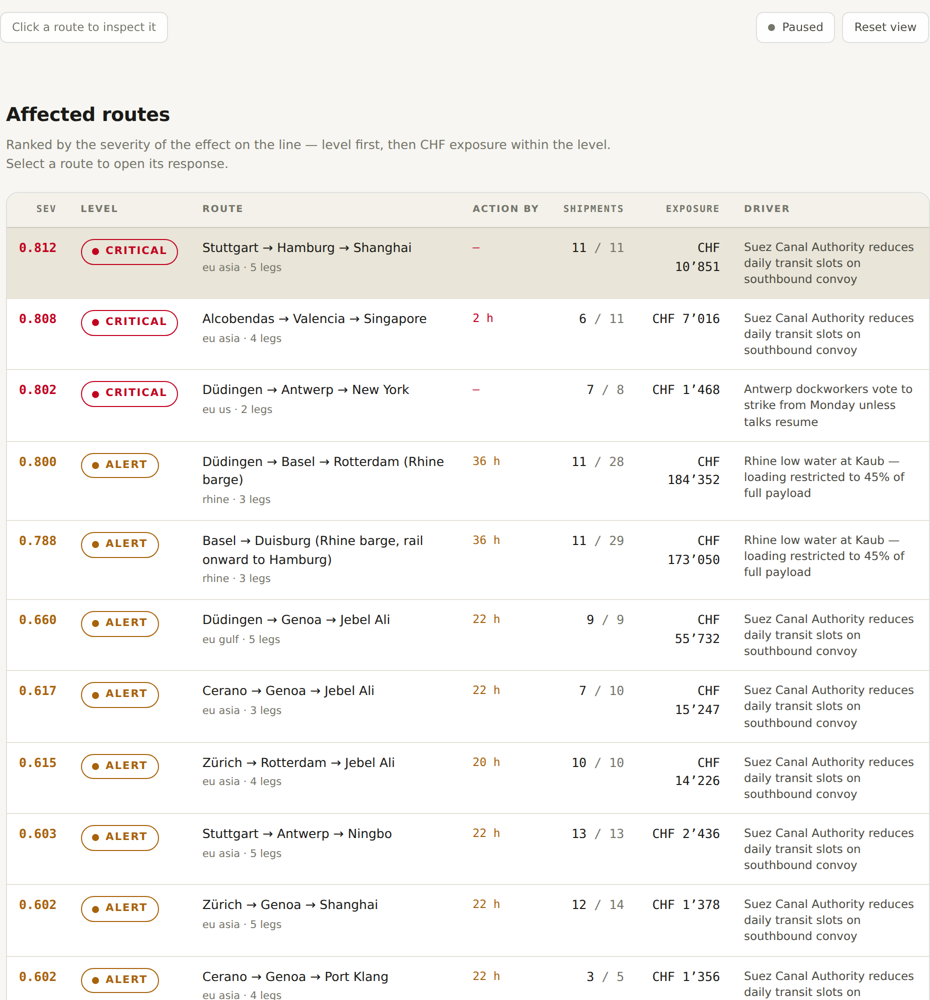 Click a route to inspect it
Paused
Reset view
Affected routes
Ranked by the severity of the effect on the line — level first, then CHF exposure within the level.
Select a route to open its response.
SEV LEVEL ROUTE ACTION BY SHIPMENTS EXPOSURE DRIVER
0.812 CRITICAL Stuttgart → Hamburg → Shanghai — 11 / 11 CHF Suez Canal Authority reduces
eu asia · 5 legs 10’851 daily transit slots on
southbound convoy
0.808 CRITICAL Alcobendas → Valencia → Singapore 2 h 6 / 11 CHF 7’016 Suez Canal Authority reduces
eu asia · 4 legs daily transit slots on
southbound convoy
0.802 CRITICAL Düdingen → Antwerp → New York — 7 / 8 CHF 1’468 Antwerp dockworkers vote to
eu us · 2 legs strike from Monday unless
talks resume
0.800 ALERT Düdingen → Basel → Rotterdam (Rhine 36 h 11 / 28 CHF Rhine low water at Kaub —
barge) 184’352 loading restricted to 45% of
rhine · 3 legs full payload
0.788 ALERT Basel → Duisburg (Rhine barge, rail 36 h 11 / 29 CHF Rhine low water at Kaub —
onward to Hamburg) 173’050 loading restricted to 45% of
rhine · 3 legs full payload
0.660 ALERT Düdingen → Genoa → Jebel Ali 22 h 9 / 9 CHF Suez Canal Authority reduces
eu gulf · 5 legs 55’732 daily transit slots on
southbound convoy
0.617 ALERT Cerano → Genoa → Jebel Ali 22 h 7 / 10 CHF Suez Canal Authority reduces
eu asia · 3 legs 15’247 daily transit slots on
southbound convoy
0.615 ALERT Zürich → Rotterdam → Jebel Ali 20 h 10 / 10 CHF Suez Canal Authority reduces
eu asia · 4 legs 14’226 daily transit slots on
southbound convoy
0.603 ALERT Stuttgart → Antwerp → Ningbo 22 h 13 / 13 CHF 2’436 Suez Canal Authority reduces
eu asia · 5 legs daily transit slots on
southbound convoy
0.602 ALERT Zürich → Genoa → Shanghai 22 h 12 / 14 CHF 1’378 Suez Canal Authority reduces
eu asia · 5 legs daily transit slots on
southbound convoy
0.602 ALERT Cerano → Genoa → Port Klang 22 h 3 / 5 CHF 1’356 Suez Canal Authority reduces
eu asia · 4 legs daily transit slots on